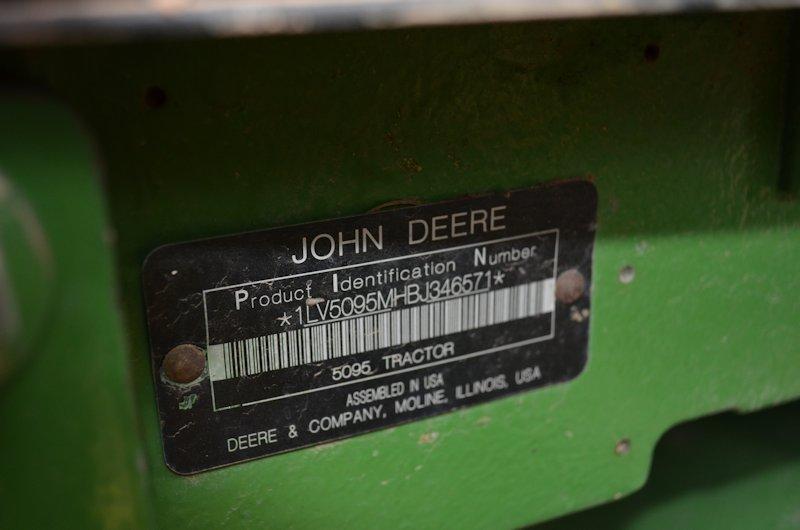 JOHN DEERE
Product Identification Number
*1LV5095MHBJ346571*
5095 TRACTOR
ASSEMBLED IN USA
DEERE & COMPANY, MOLINE, ILLINOIS, USA